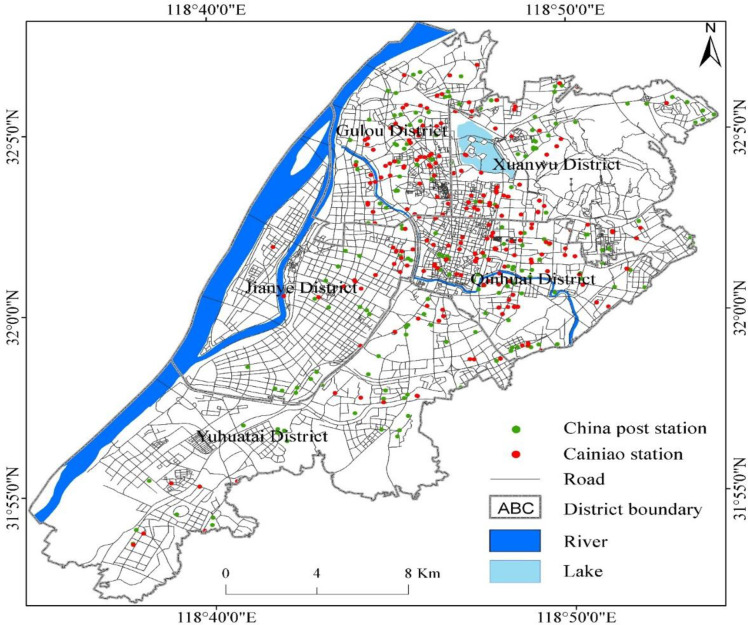 118°40'0"E
118°50'0"E
N
32°5'0"N
32°5'0"N
Gulou District
Xuanwu District
Qinhuai District
Jianye District
32°0'0"N
32°0'0"N
Yuhuatai District
China post station
Cainiao station
Road
ABC
District boundary
River
Lake
31°55'0"N
31°55'0"N
0
4
8 Km
118°40'0"E
118°50'0"E